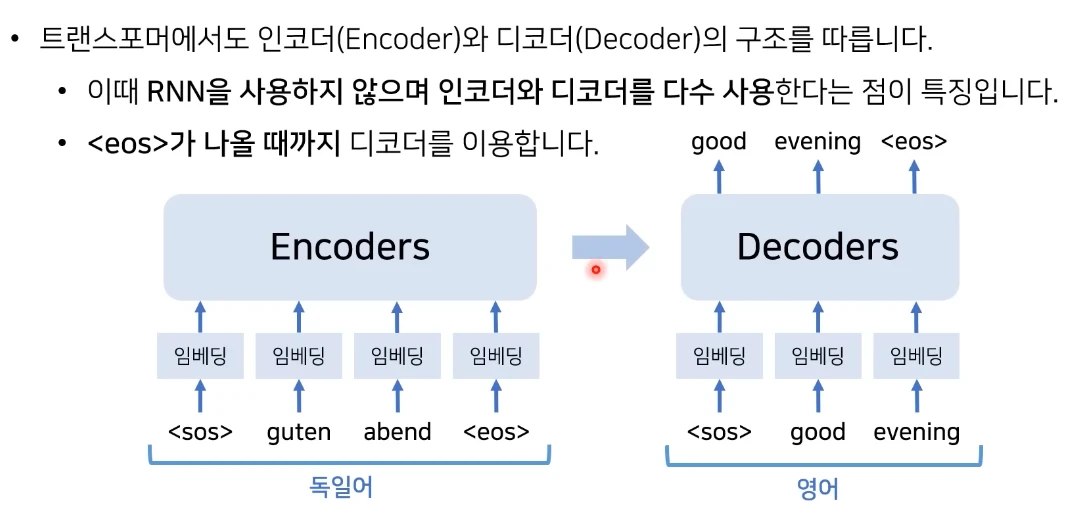 • 트랜스포머에서도 인코더(Encoder)와 디코더(Decoder)의 구조를 따릅니다.
• 이때 RNN을 사용하지 않으며 인코더와 디코더를 다수 사용한다는 점이 특징입니다.
• <eos>가 나올 때까지 디코더를 이용합니다.
good evening <eos>
Encoders
Decoders
임베딩 임베딩 임베딩 임베딩
임베딩 임베딩 임베딩
<sos> guten abend <eos>
<sos> good evening
독일어
영어